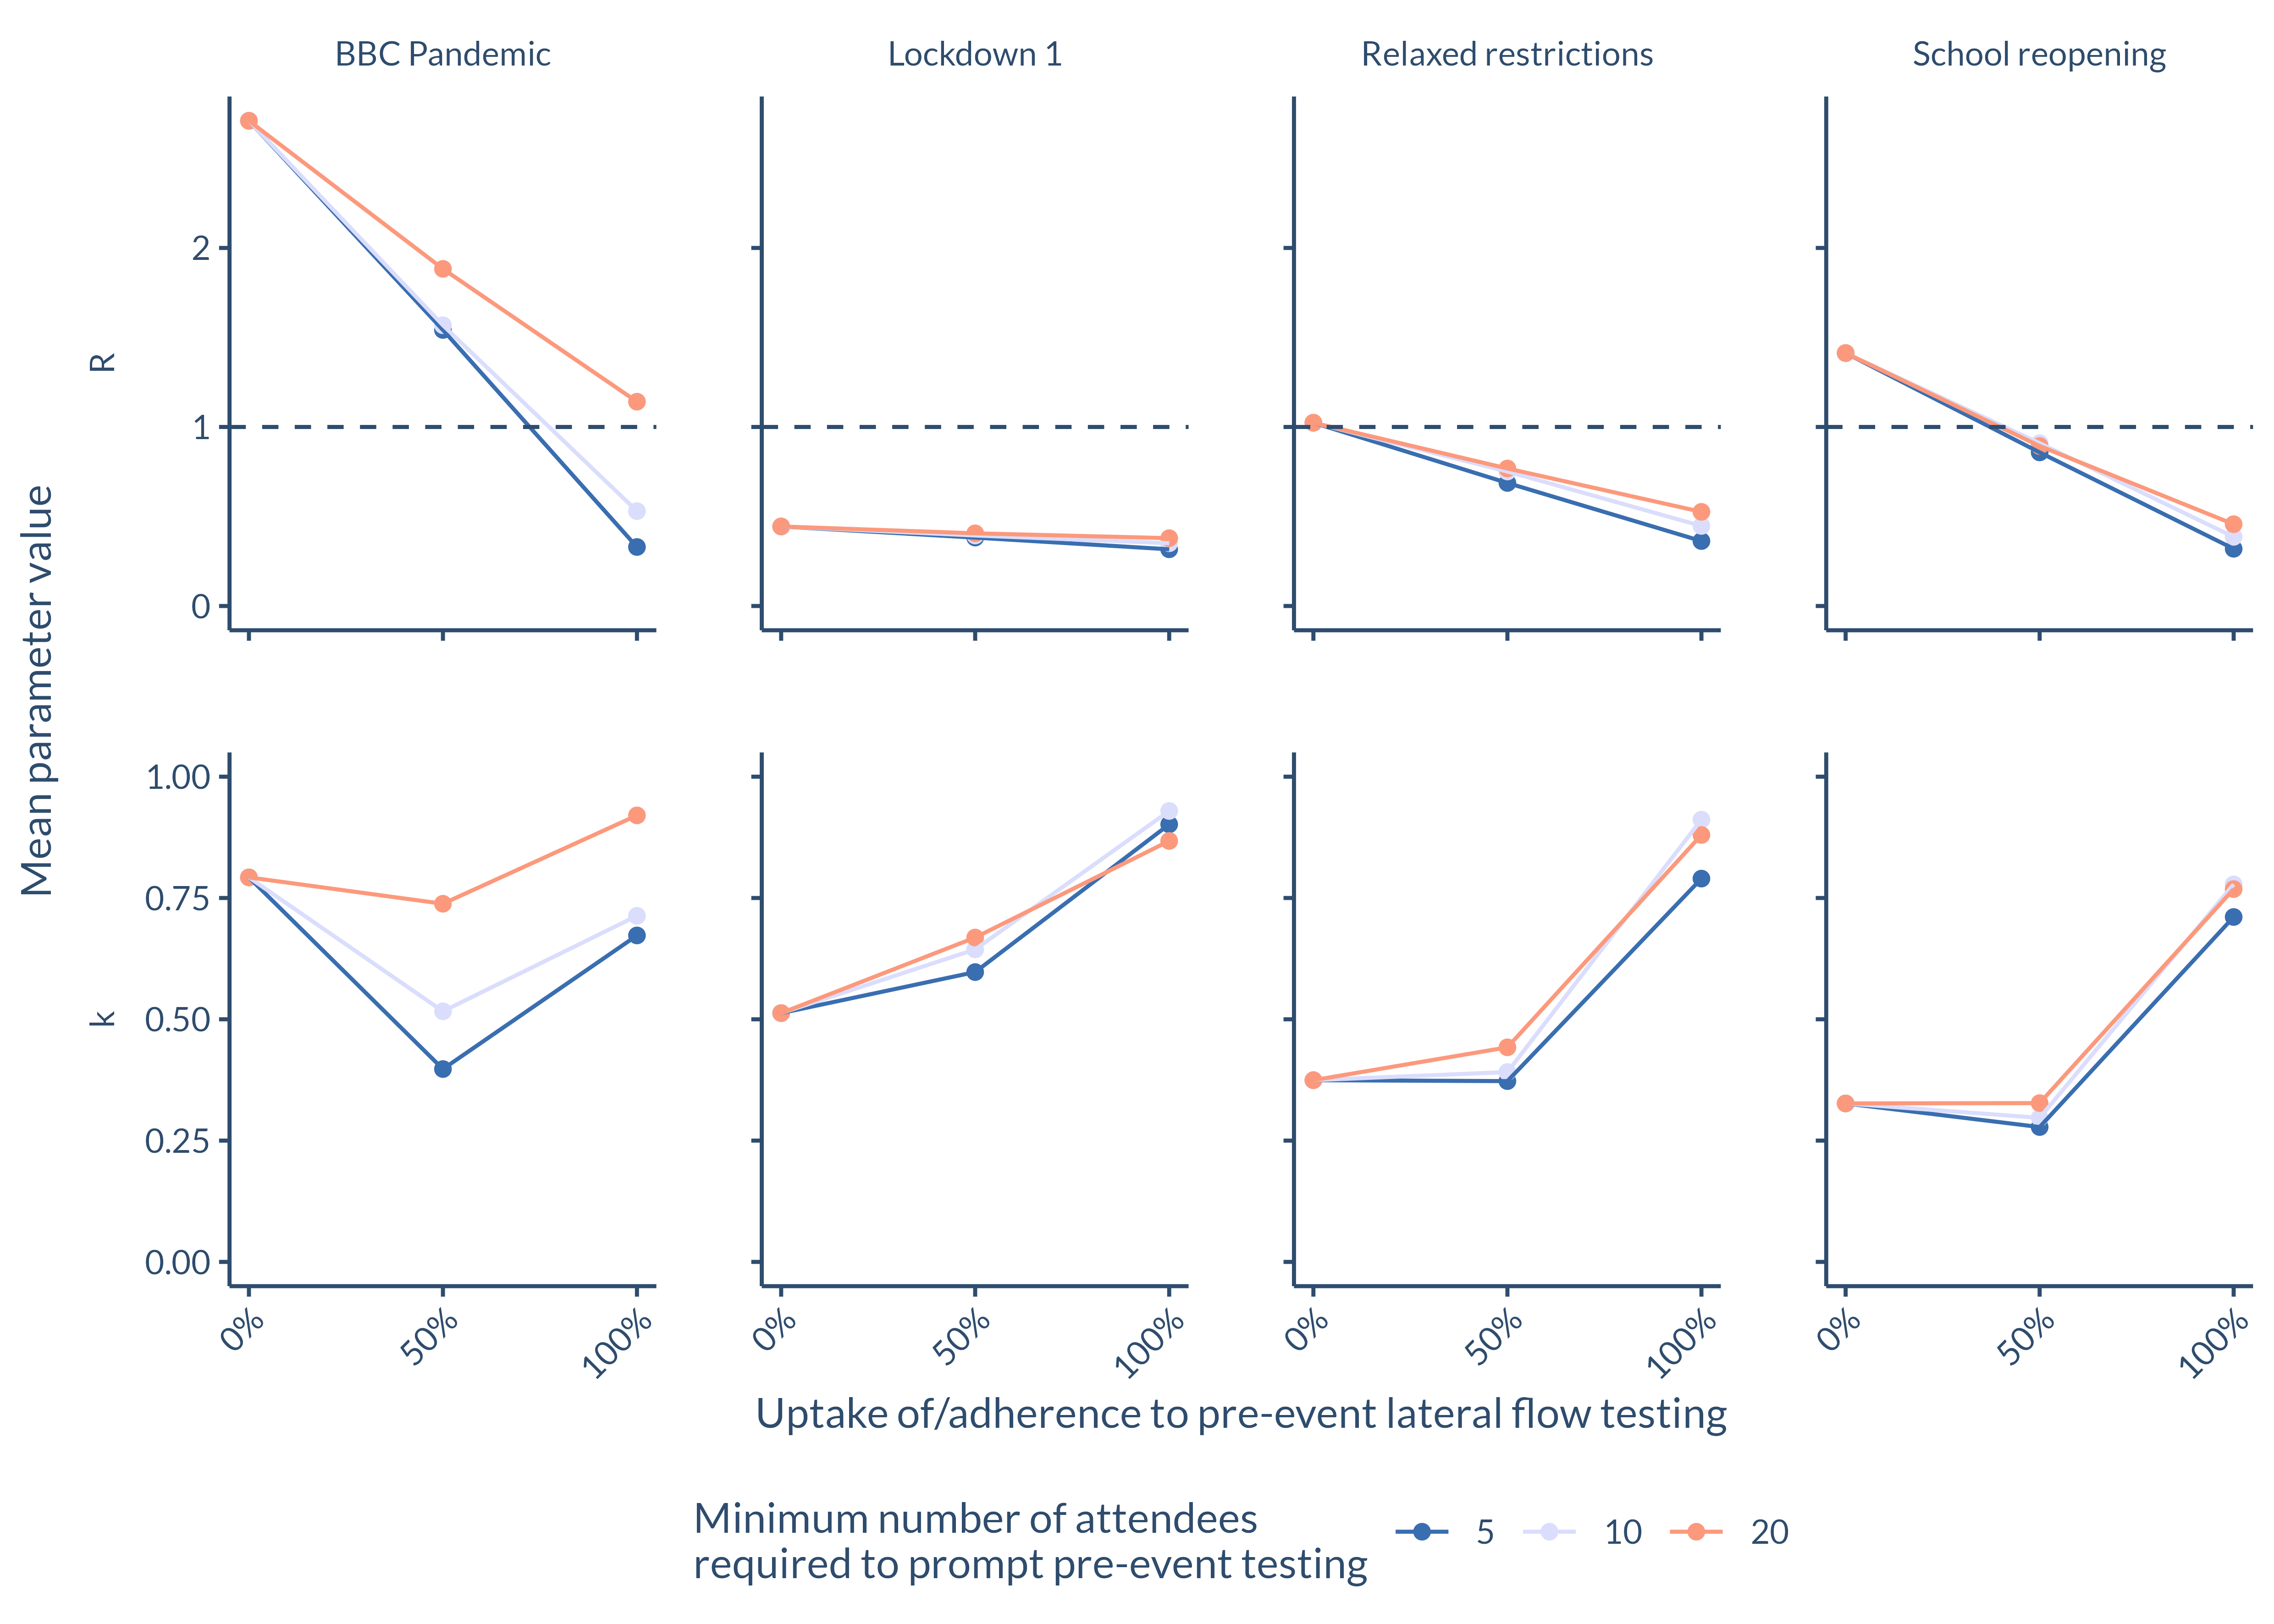 BBC Pandemic
Lockdown 1
Relaxed restrictions
School reopening
Mean parameter value
R
2
1
0
k
1.00
0.75
0.50
0.25
0.00
0%
50%
100%
0%
50%
100%
0%
50%
100%
0%
50%
100%
Uptake of/adherence to pre-event lateral flow testing
Minimum number of attendees
required to prompt pre-event testing
5
10
20